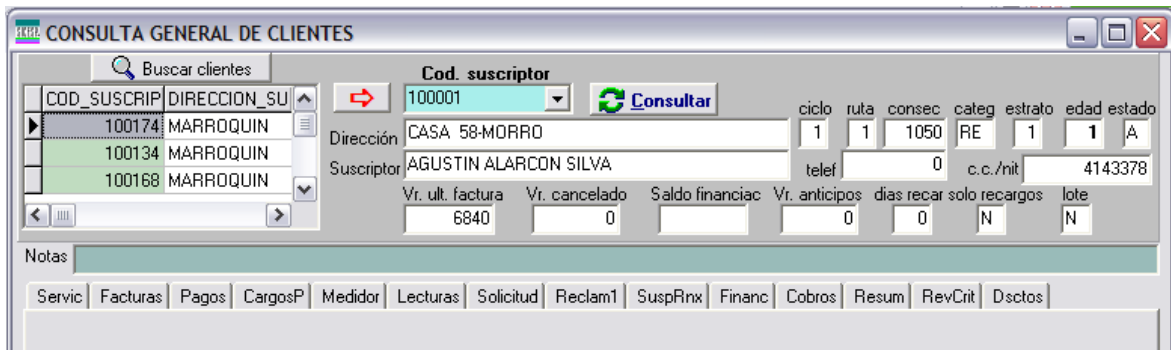 CONSULTA GENERAL DE CLIENTES
Buscar clientes
COD_SUSCRIP DIRECCION_SU
100174 MARROQUIN
100134 MARROQUIN
100168 MARROQUIN
Cod. suscriptor
100001 Consultar
ciclo ruta consec categ estrato edad estado
Dirección CASA 58-MORRO 1 1 1050 RE 1 1 A
Suscriptor AGUSTIN ALARCON SILVA telef 0 c.c./nit 4143378
Vr. ult. factura Vr. cancelado Saldo financiac Vr. anticipos dias recar solo recargos lote
6840 0 0 0 N N
Notas
Servic Facturas Pagos CargosP Medidor Lecturas Solicitud Reclam1 SuspRnx Financ Cobros Resum RevCrit Dsctos